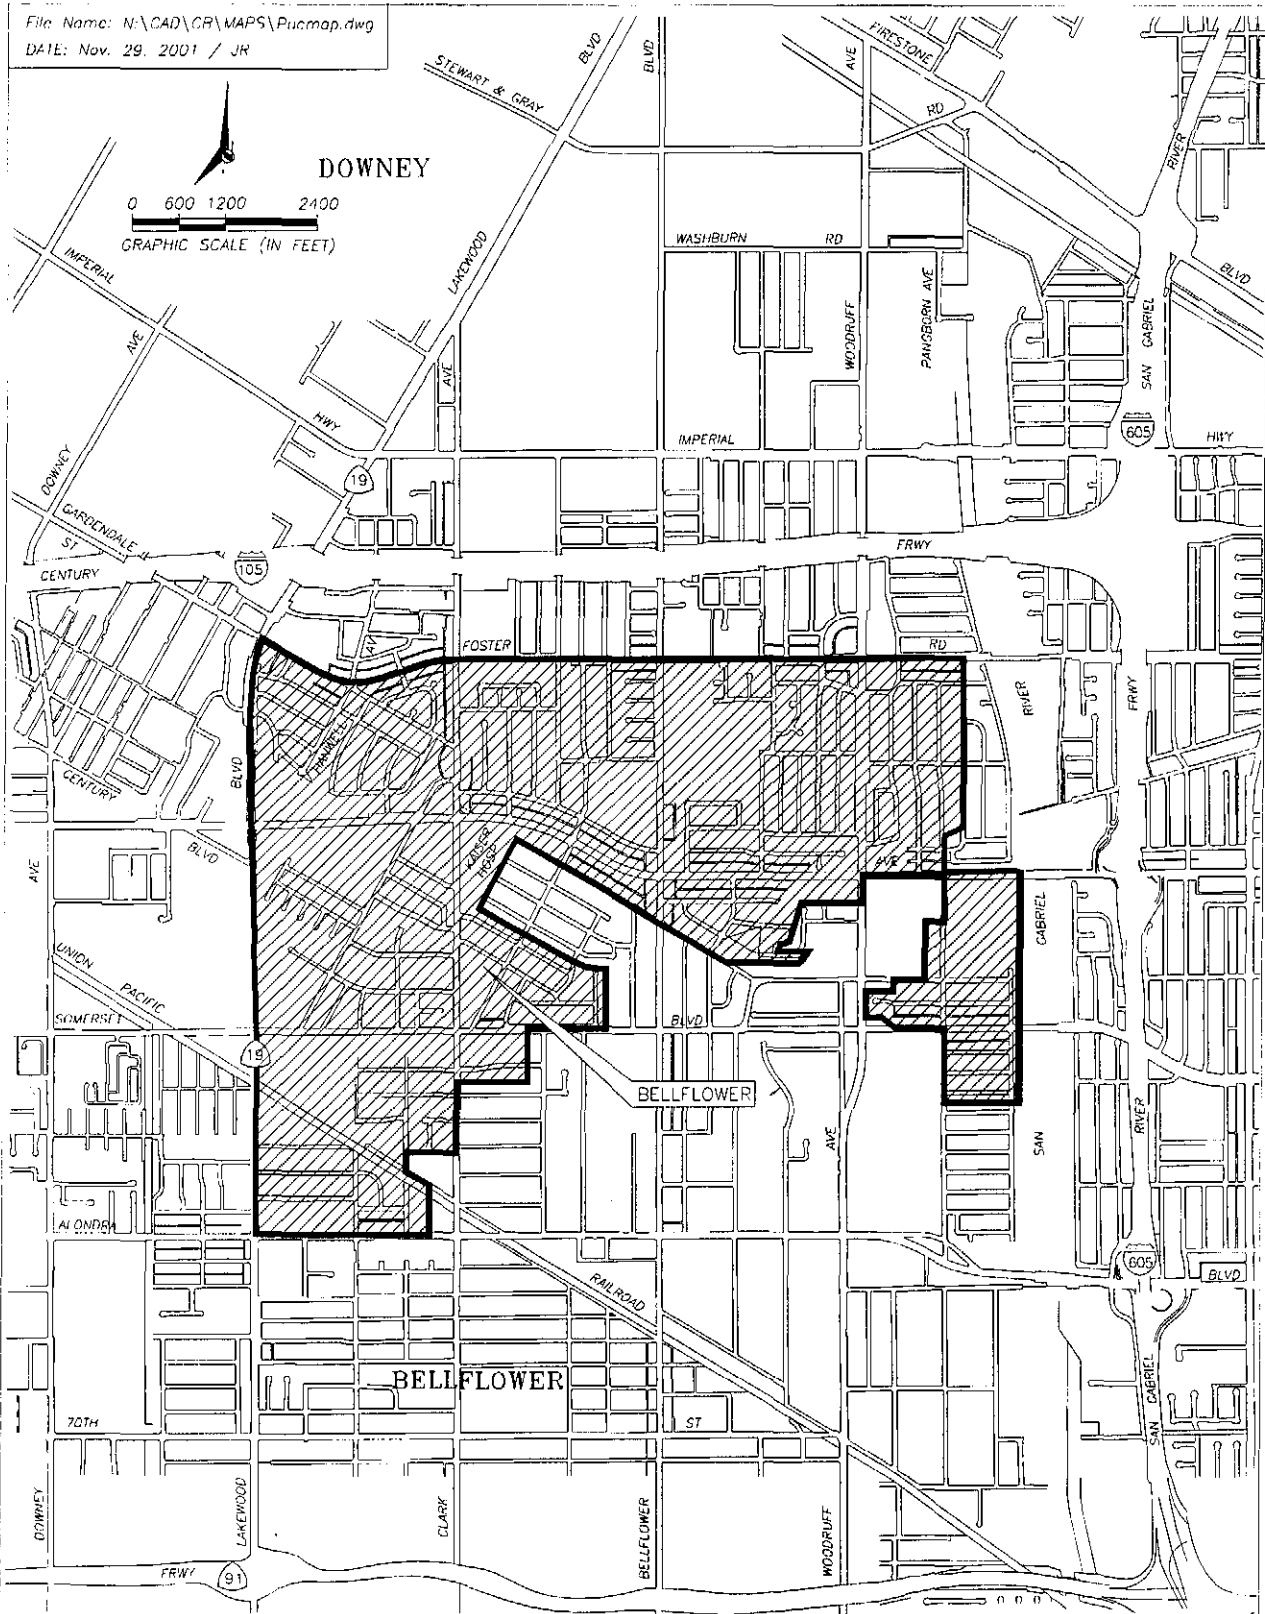 File Name: N:\CAD\CR\MAPS\Pucmap.dwg
DATE: Nov. 29. 2001 / JR
BLVD
BLVD
AVE
FIRESTONE
STEWART & GRAY
RD
RIVER
DOWNEY
0 600 1200 2400
GRAPHIC SCALE (IN FEET)
WASHBURN RD
IMPERIAL
LAKEWOOD
BLVD
AVE
AVE
WOODRUFF
PANGBORN AVE
SAN GABRIEL
HWY
IMPERIAL
605
HWY
DOWNEY
19
GARDENDALE
ST
FRWY
CENTURY
105
AVE
FOSTER
RD
RIVER
FRWY
HANWELL
CENTURY
BLVD
BLVD
AVE
KAISER
HOSP
AVE
GABRIEL
UNION
PACIFIC
SOMERSET
BLVD
19
BELLFLOWER
AVE
SAN
RIVER
ALONDRA
605
BLVD
RAILROAD
BELLFLOWER
SAN GABRIEL
70TH
ST
DOWNEY
LAKEWOOD
CLARK
BELLFLOWER
WOODRUFF
FRWY
91